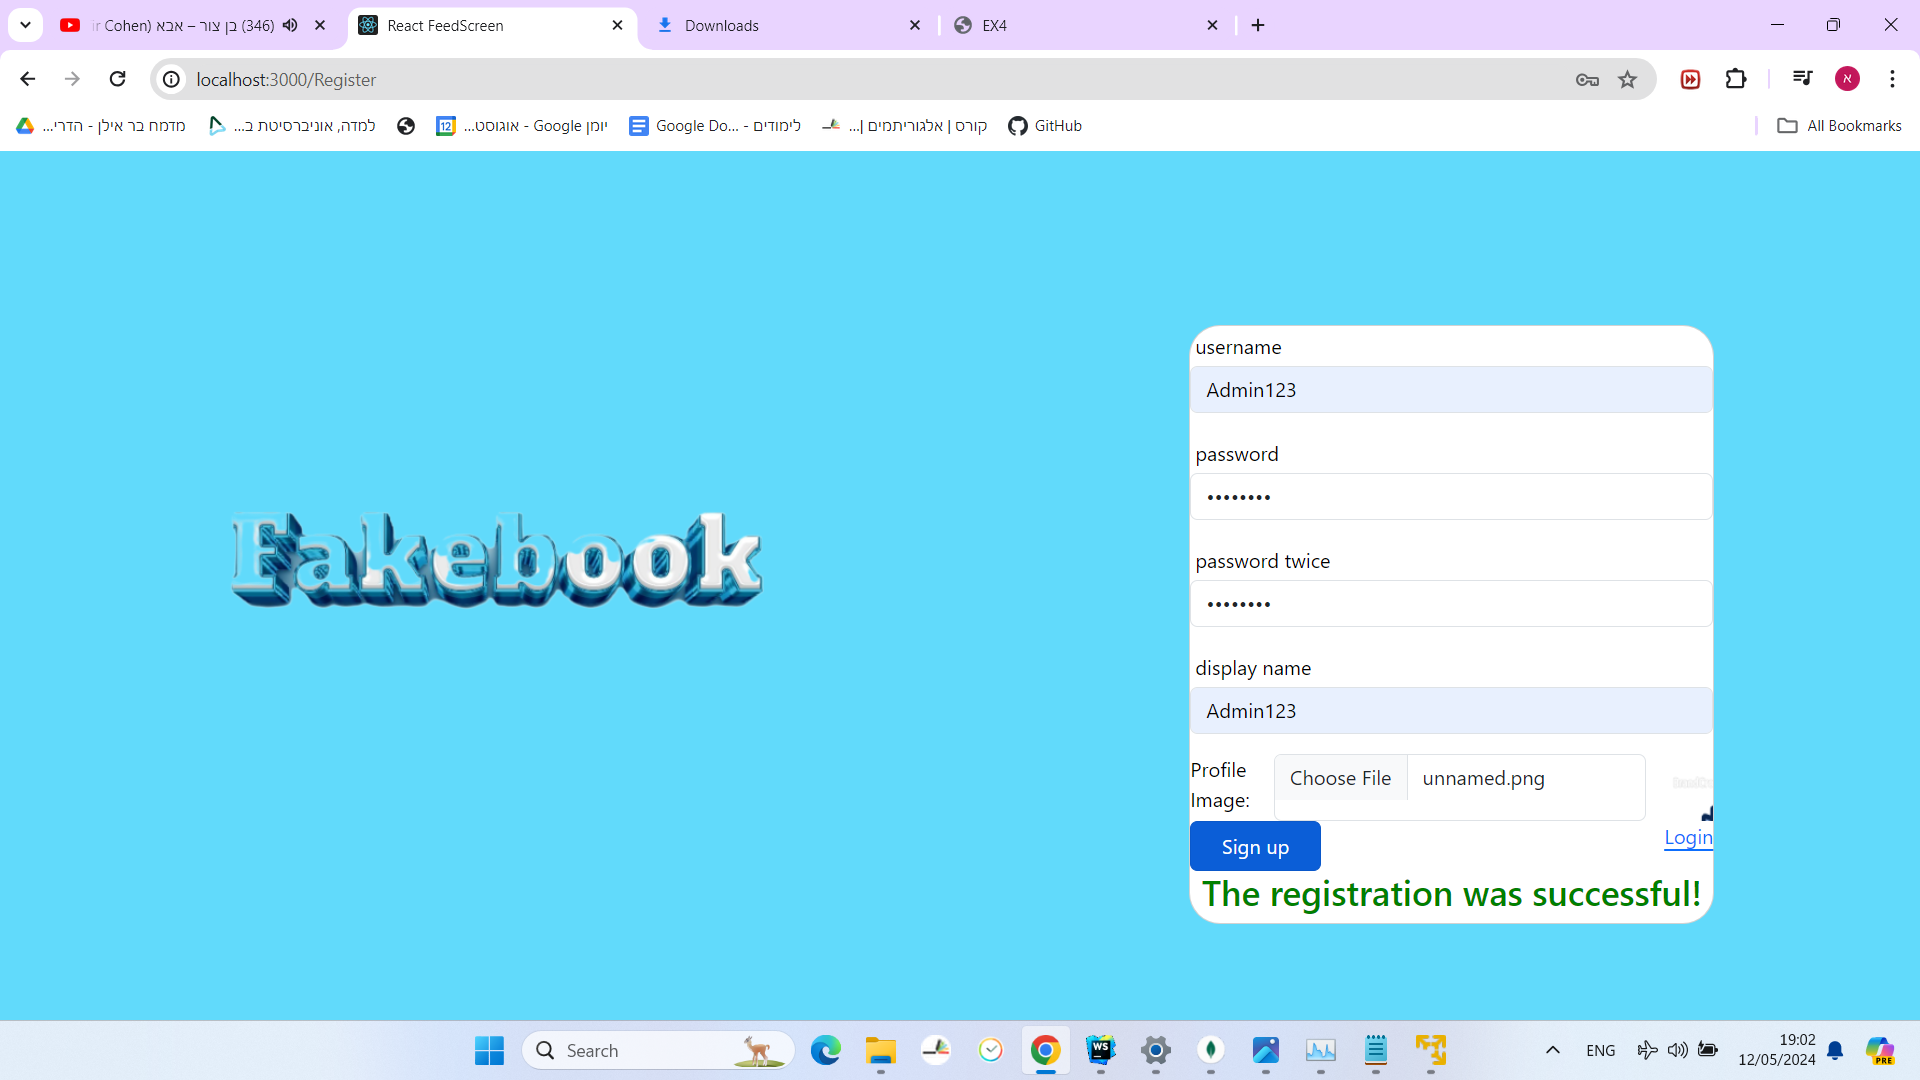 ir Cohen) בן צור – אבא (346)
React FeedScreen
Downloads
EX4
localhost:3000/Register
מדמח בר אילן - הדרי...
למדה, אוניברסיטת ב...
יומן Google - אוגוסט...
לימודים - Google Do...
קורס | אלגוריתמים |...
GitHub
All Bookmarks
Fakebook
username
Admin123
password
••••••••
password twice
••••••••
display name
Admin123
Profile
Image:
Choose File
unnamed.png
Sign up
Login
The registration was successful!
Search
ENG
19:02
12/05/2024